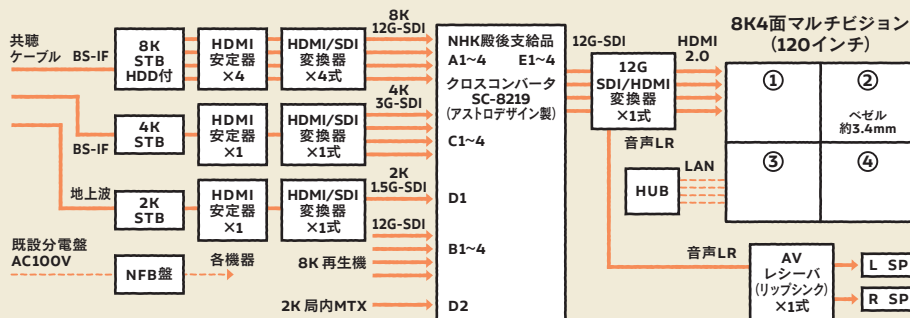 共聴
ケーブル
BS-IF
8K
STB
HDD付
HDMI
安定器
×4
HDMI/SDI
変換器
×4式
8K
12G-SDI
BS-IF
4K
STB
HDMI
安定器
×1
HDMI/SDI
変換器
×1式
4K
3G-SDI
地上波
2K
STB
HDMI
安定器
×1
HDMI/SDI
変換器
×1式
2K
1.5G-SDI
12G-SDI
8K 再生機
2K 局内MTX
既設分電盤
AC100V
NFB盤
各機器
NHK殿後支給品
A1~4 E1~4
クロスコンバータ
SC-8219
(アストロデザイン製)
C1~4
D1
B1~4
D2
12G-SDI
12G
SDI/HDMI
変換器
×1式
HDMI
2.0
音声LR
8K4面マルチビジョン
(120インチ)
①
②
ベゼル
約3.4mm
③
④
HUB
LAN
音声LR
AV
レシーバ
(リップシンク)
×1式
L SP
R SP